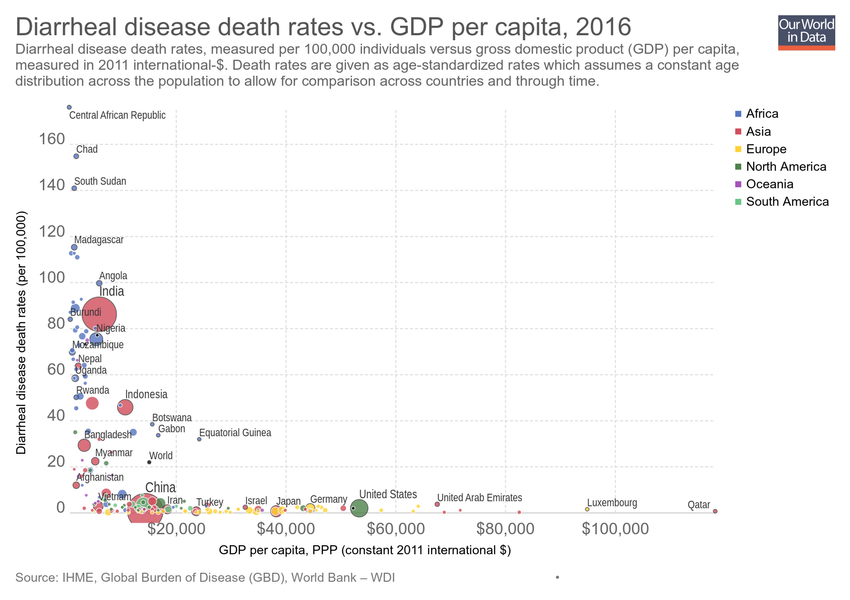 Diarrheal disease death rates vs. GDP per capita, 2016
Our World
in Data
Diarrheal disease death rates, measured per 100,000 individuals versus gross domestic product (GDP) per capita,
measured in 2011 international-$. Death rates are given as age-standardized rates which assumes a constant age
distribution across the population to allow for comparison across countries and through time.
Central African Republic
Africa
Asia
Europe
North America
Oceania
South America
160
Chad
140
South Sudan
120
Madagascar
100
Angola
India
Burundi
80
Nigeria
Mozambique
Nepal
60
Uganda
Rwanda
Indonesia
40
Botswana
Gabon
Equatorial Guinea
Bangladesh
20
Myanmar
World
Afghanistan
China
Vietnam
Iran
Turkey
Israel
Japan
Germany
United States
United Arab Emirates
Luxembourg
Qatar
0
$20,000
$40,000
$60,000
$80,000
$100,000
Diarrheal disease death rates (per 100,000)
GDP per capita, PPP (constant 2011 international $)
Source: IHME, Global Burden of Disease (GBD), World Bank – WDI